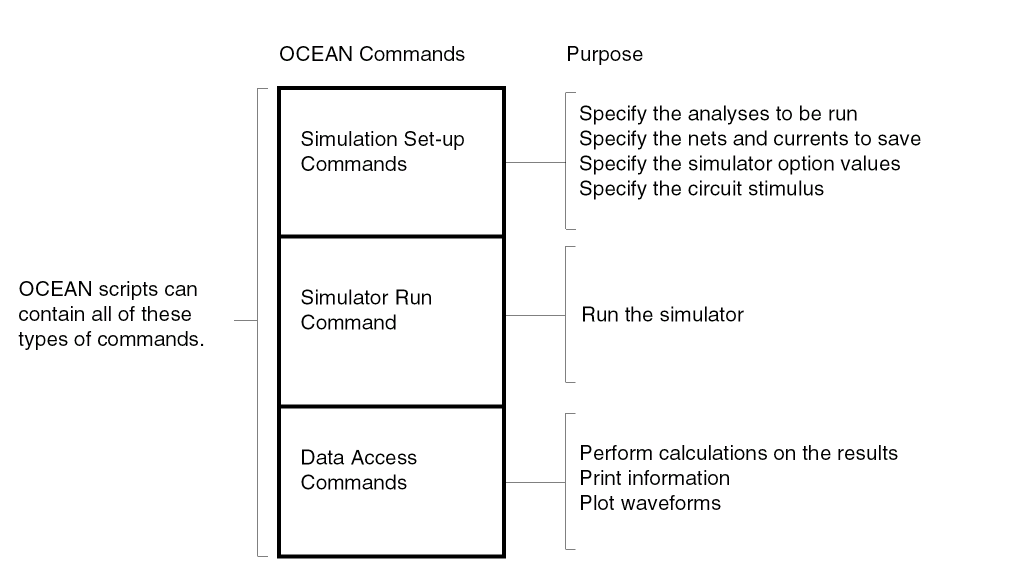 OCEAN Commands
Purpose
Simulation Set-up
Commands
Specify the analyses to be run
Specify the nets and currents to save
Specify the simulator option values
Specify the circuit stimulus
OCEAN scripts can
contain all of these
types of commands.
Simulator Run
Command
Run the simulator
Data Access
Commands
Perform calculations on the results
Print information
Plot waveforms